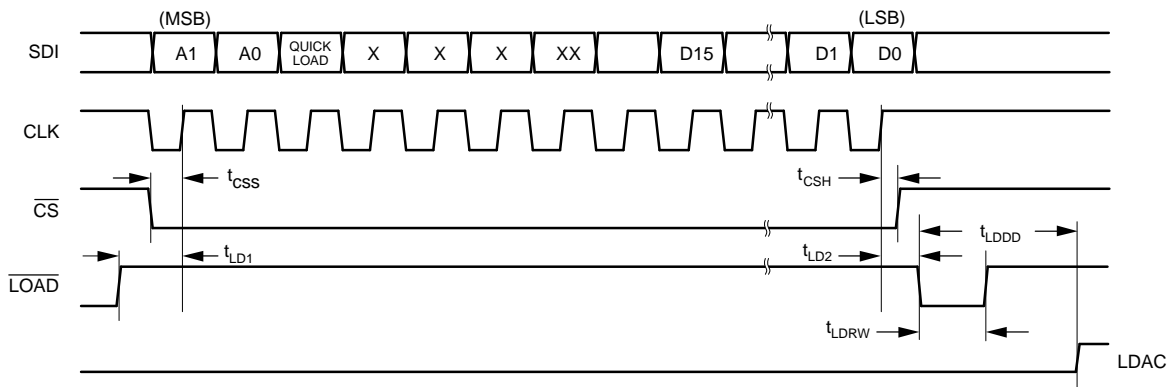 (MSB) (LSB)
SDI A1 A0 QUICK LOAD X X X XX D15 D1 D0
CLK
tCSS tCSH
CS
tLDDD
tLD1 tLD2
LOAD
tLDRW
LDAC